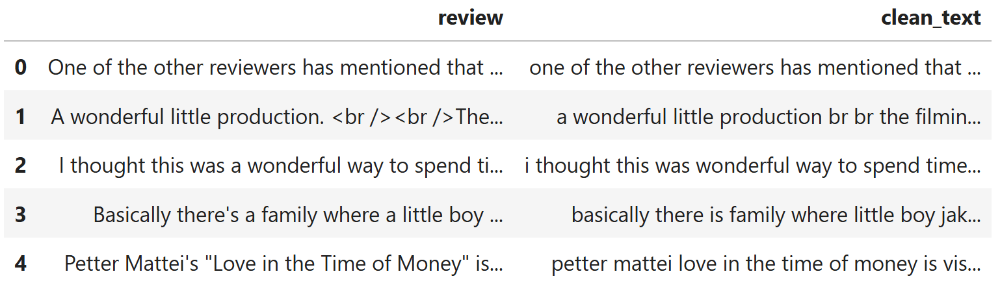 review clean_text
0 One of the other reviewers has mentioned that ... one of the other reviewers has mentioned that ...
1 A wonderful little production. <br /><br />The... a wonderful little production br br the filmin...
2 I thought this was a wonderful way to spend ti... i thought this was wonderful way to spend time...
3 Basically there's a family where a little boy ... basically there is family where little boy jak...
4 Petter Mattei's "Love in the Time of Money" is... petter mattei love in the time of money is vis...